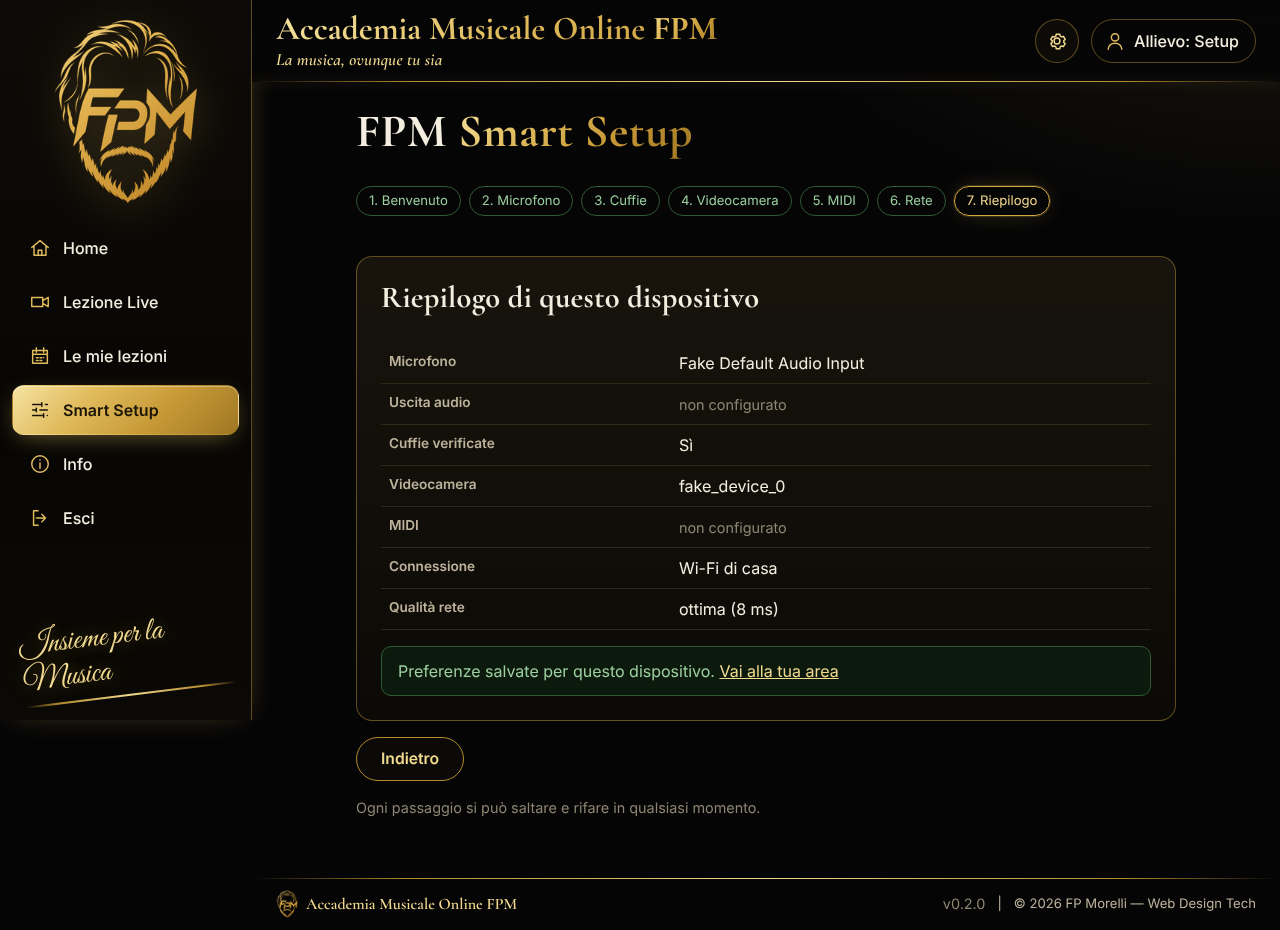 FPM
Accademia Musicale Online FPM
La musica, ovunque tu sia
Allievo: Setup
Home
Lezione Live
Le mie lezioni
Smart Setup
Info
Esci
Insieme per la
Musica
FPM Smart Setup
1. Benvenuto
2. Microfono
3. Cuffie
4. Videocamera
5. MIDI
6. Rete
7. Riepilogo
Riepilogo di questo dispositivo
Microfono Fake Default Audio Input
Uscita audio non configurato
Cuffie verificate Sì
Videocamera fake_device_0
MIDI non configurato
Connessione Wi-Fi di casa
Qualità rete ottima (8 ms)
Preferenze salvate per questo dispositivo. Vai alla tua area
Indietro
Ogni passaggio si può saltare e rifare in qualsiasi momento.
FPM
Accademia Musicale Online FPM
v0.2.0 | © 2026 FP Morelli — Web Design Tech